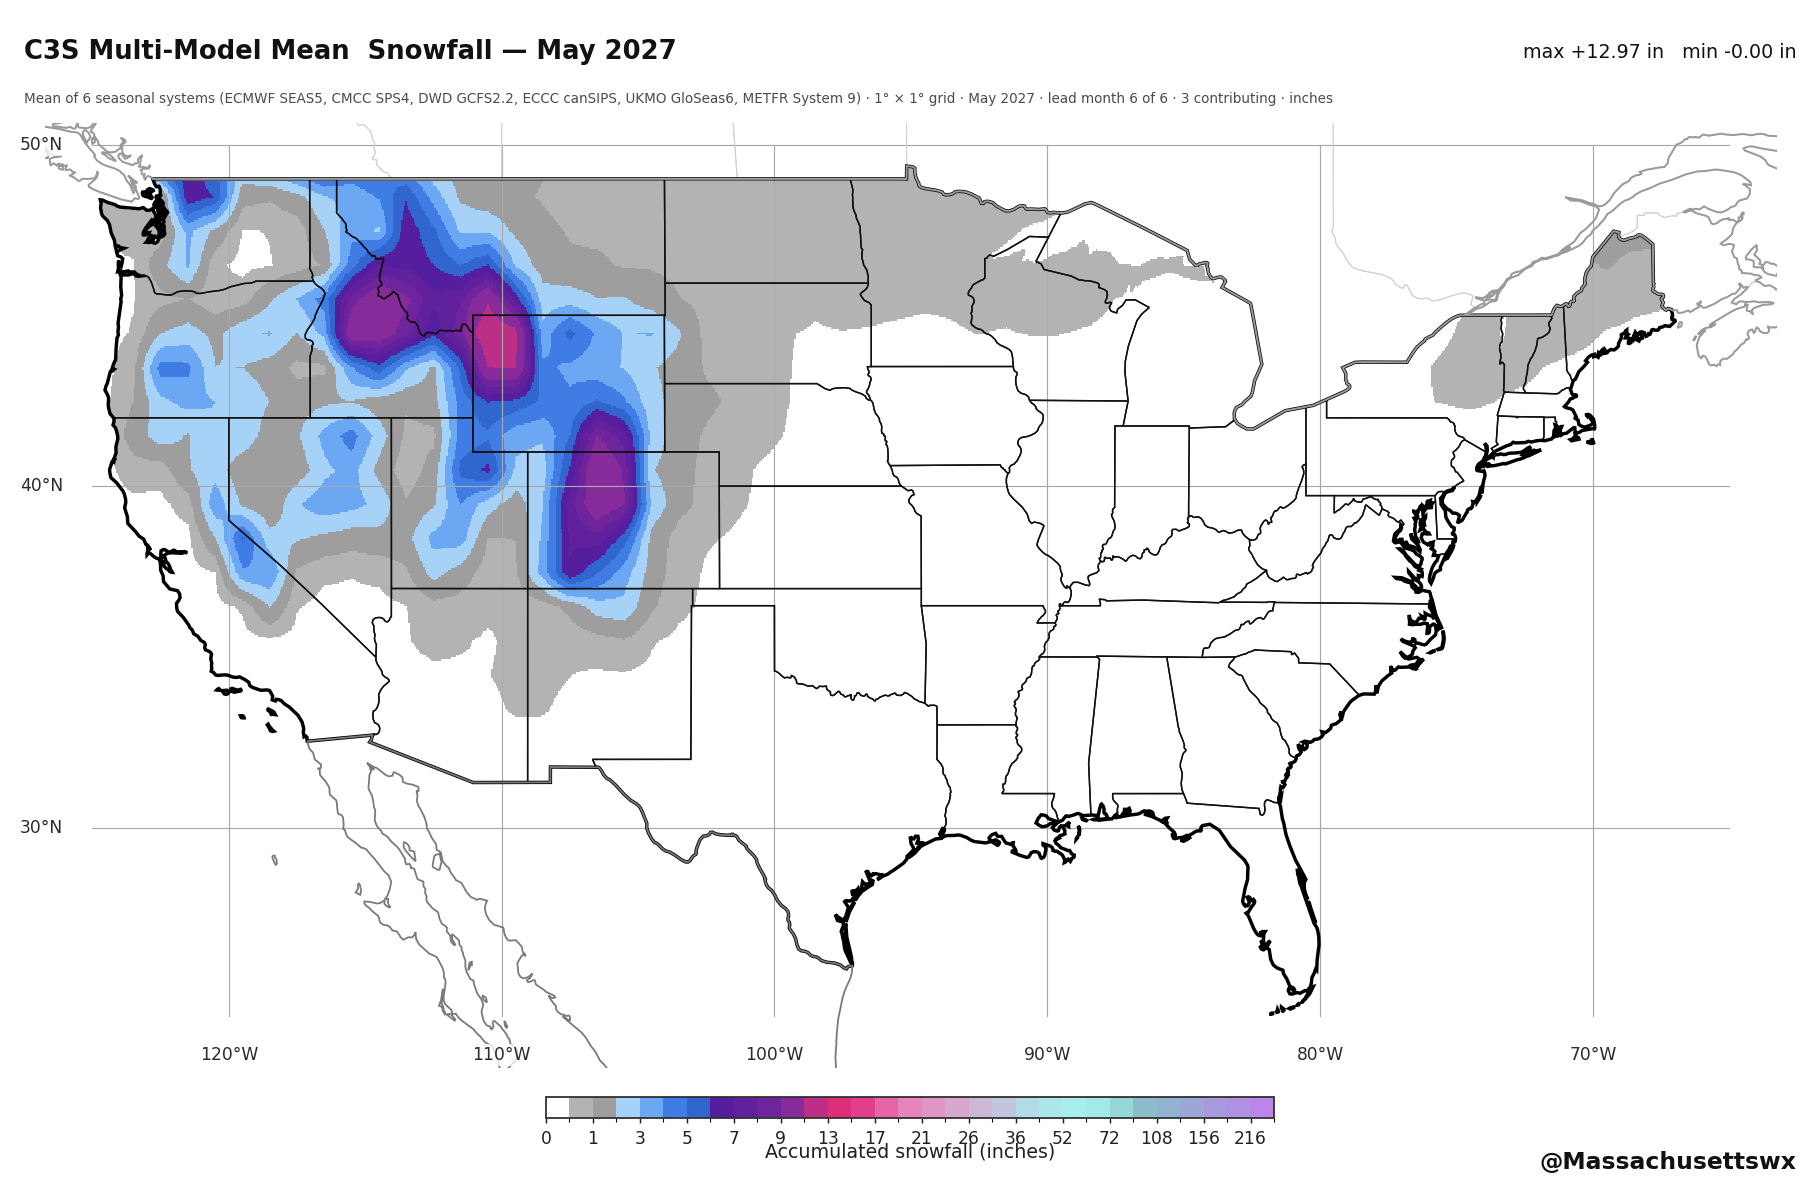 C3S Multi-Model Mean  Snowfall — May 2027
max +12.97 in   min -0.00 in
Mean of 6 seasonal systems (ECMWF SEAS5, CMCC SPS4, DWD GCFS2.2, ECCC canSIPS, UKMO GloSeas6, METFR System 9) · 1° × 1° grid · May 2027 · lead month 6 of 6 · 3 contributing · inches
50°N
40°N
30°N
120°W 110°W 100°W 90°W 80°W 70°W
0 1 3 5 7 9 13 17 21 26 36 52 72 108 156 216
Accumulated snowfall (inches)
@Massachusettswx